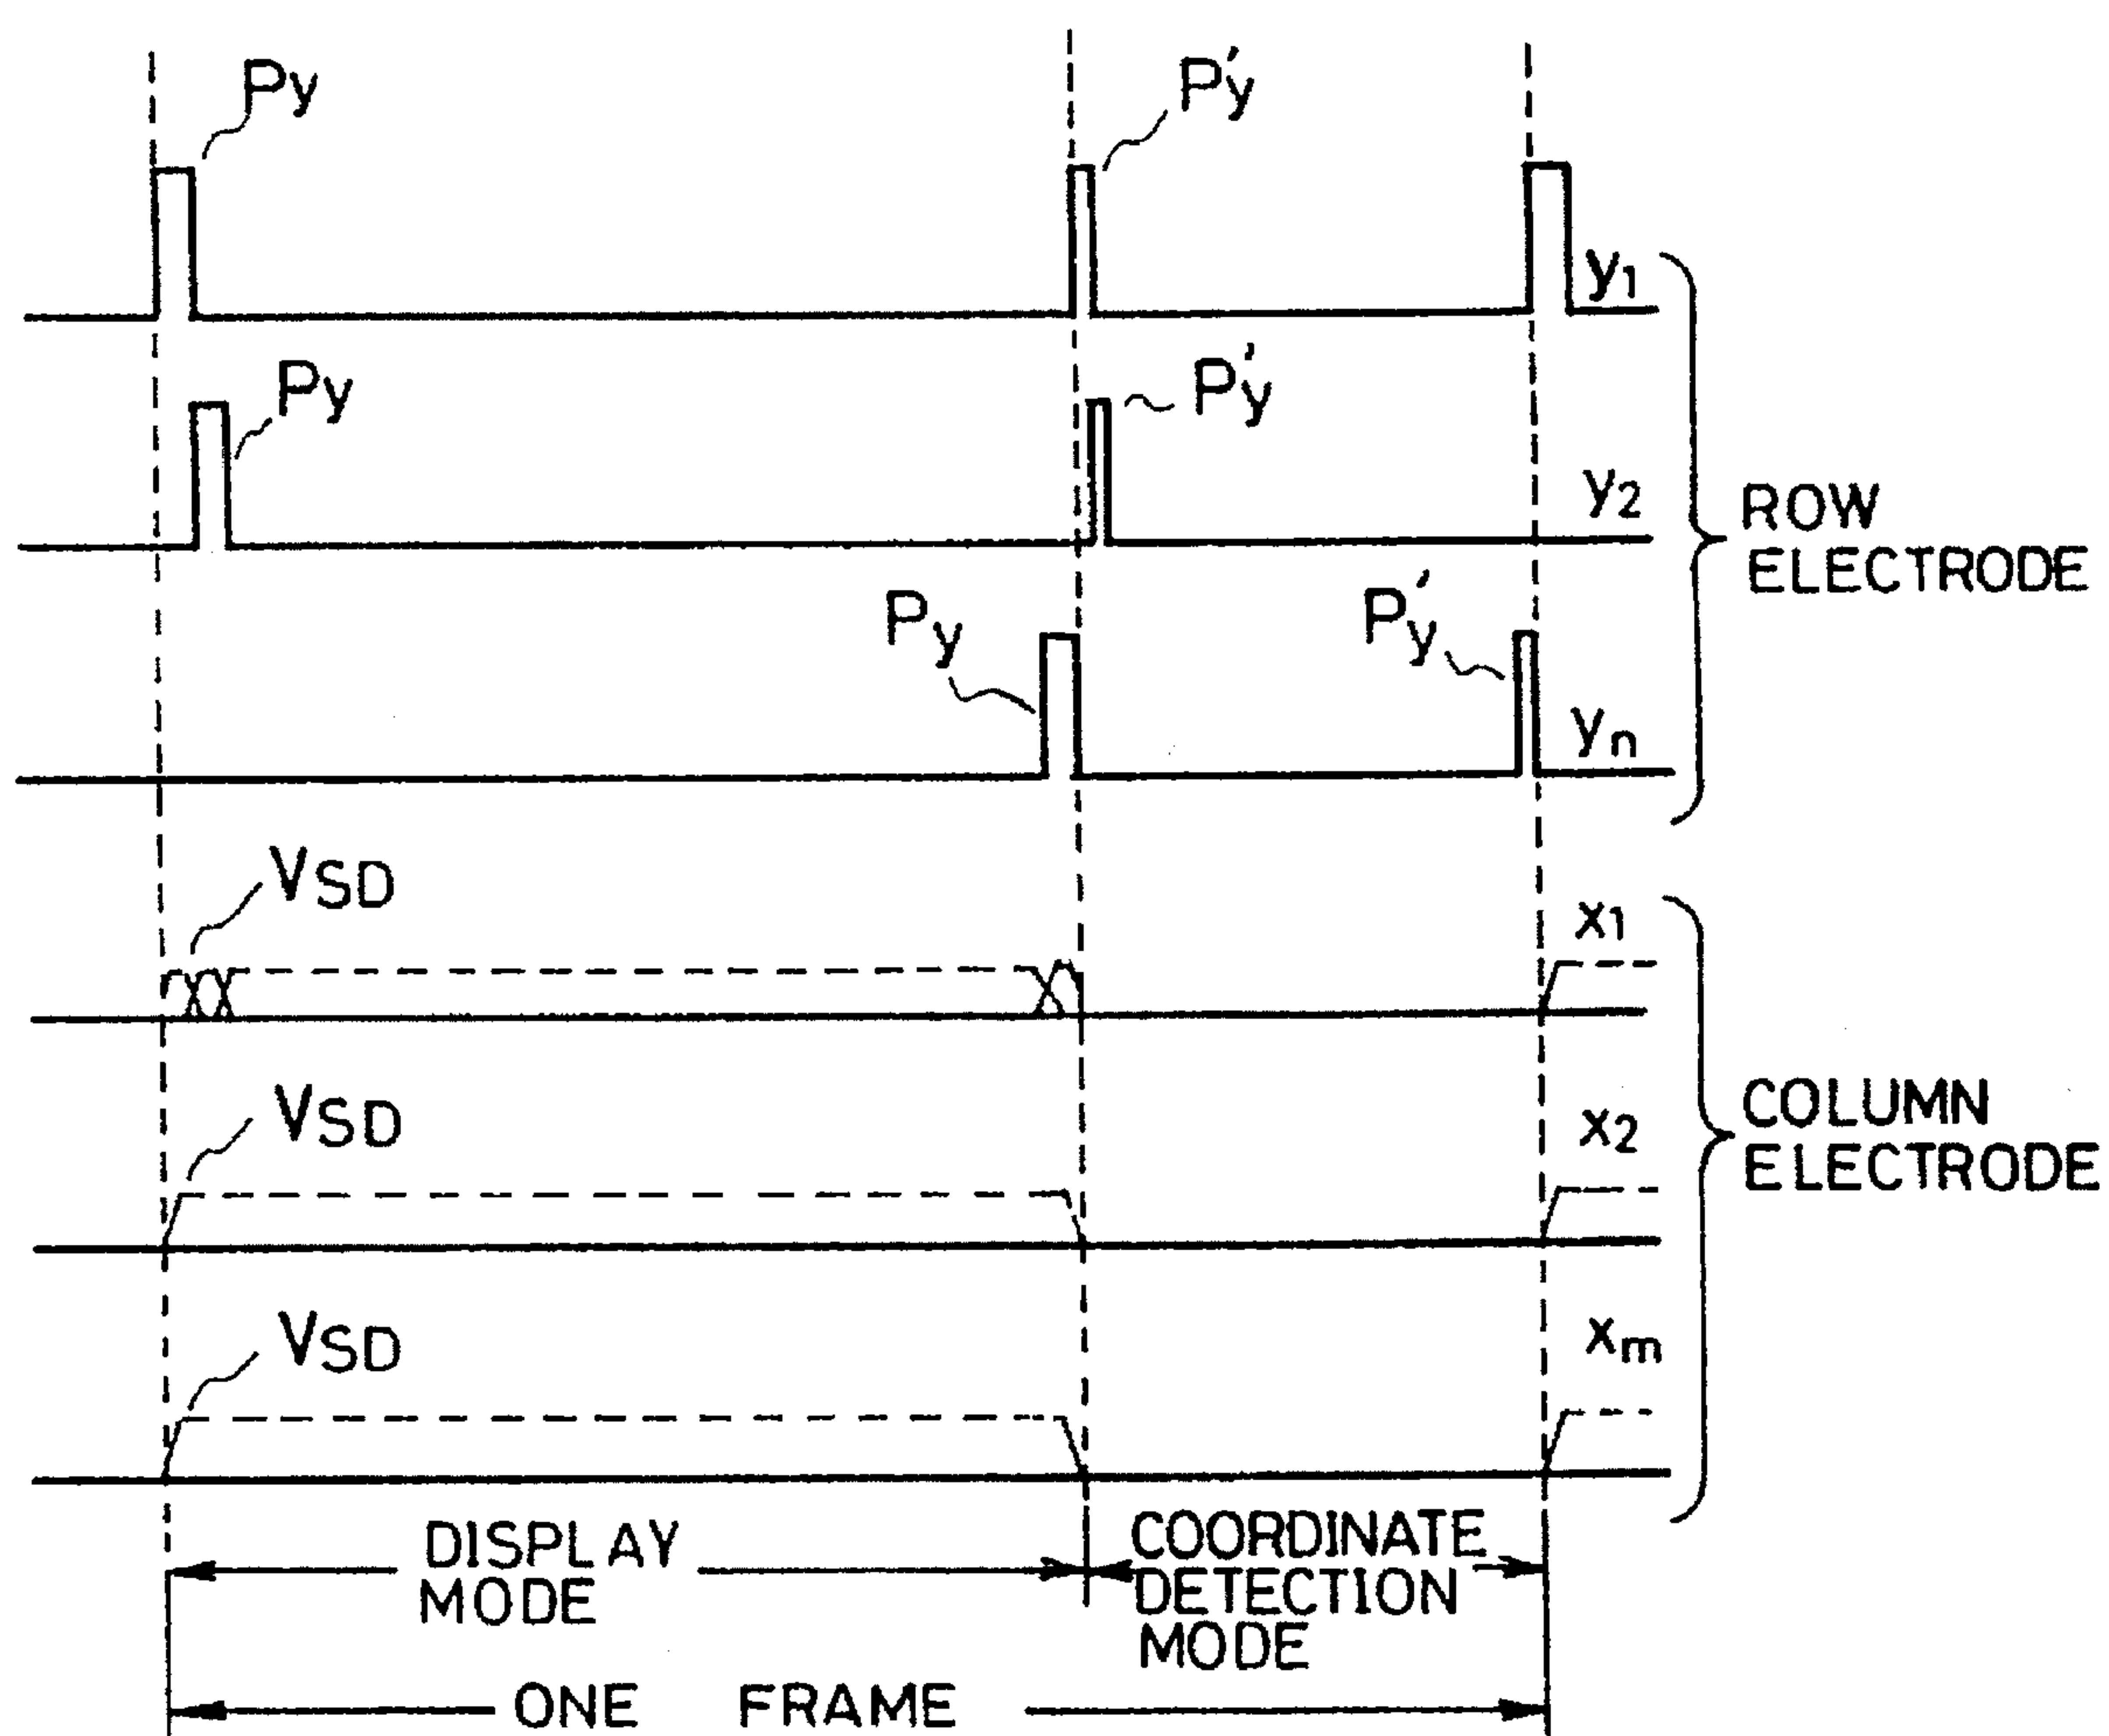 Py
P'y
y1
Py
P'y
y2
ROW
ELECTRODE
Py
P'y
yn
VSD
x1
VSD
x2
COLUMN
ELECTRODE
VSD
xm
DISPLAY
MODE
COORDINATE
DETECTION
MODE
ONE FRAME